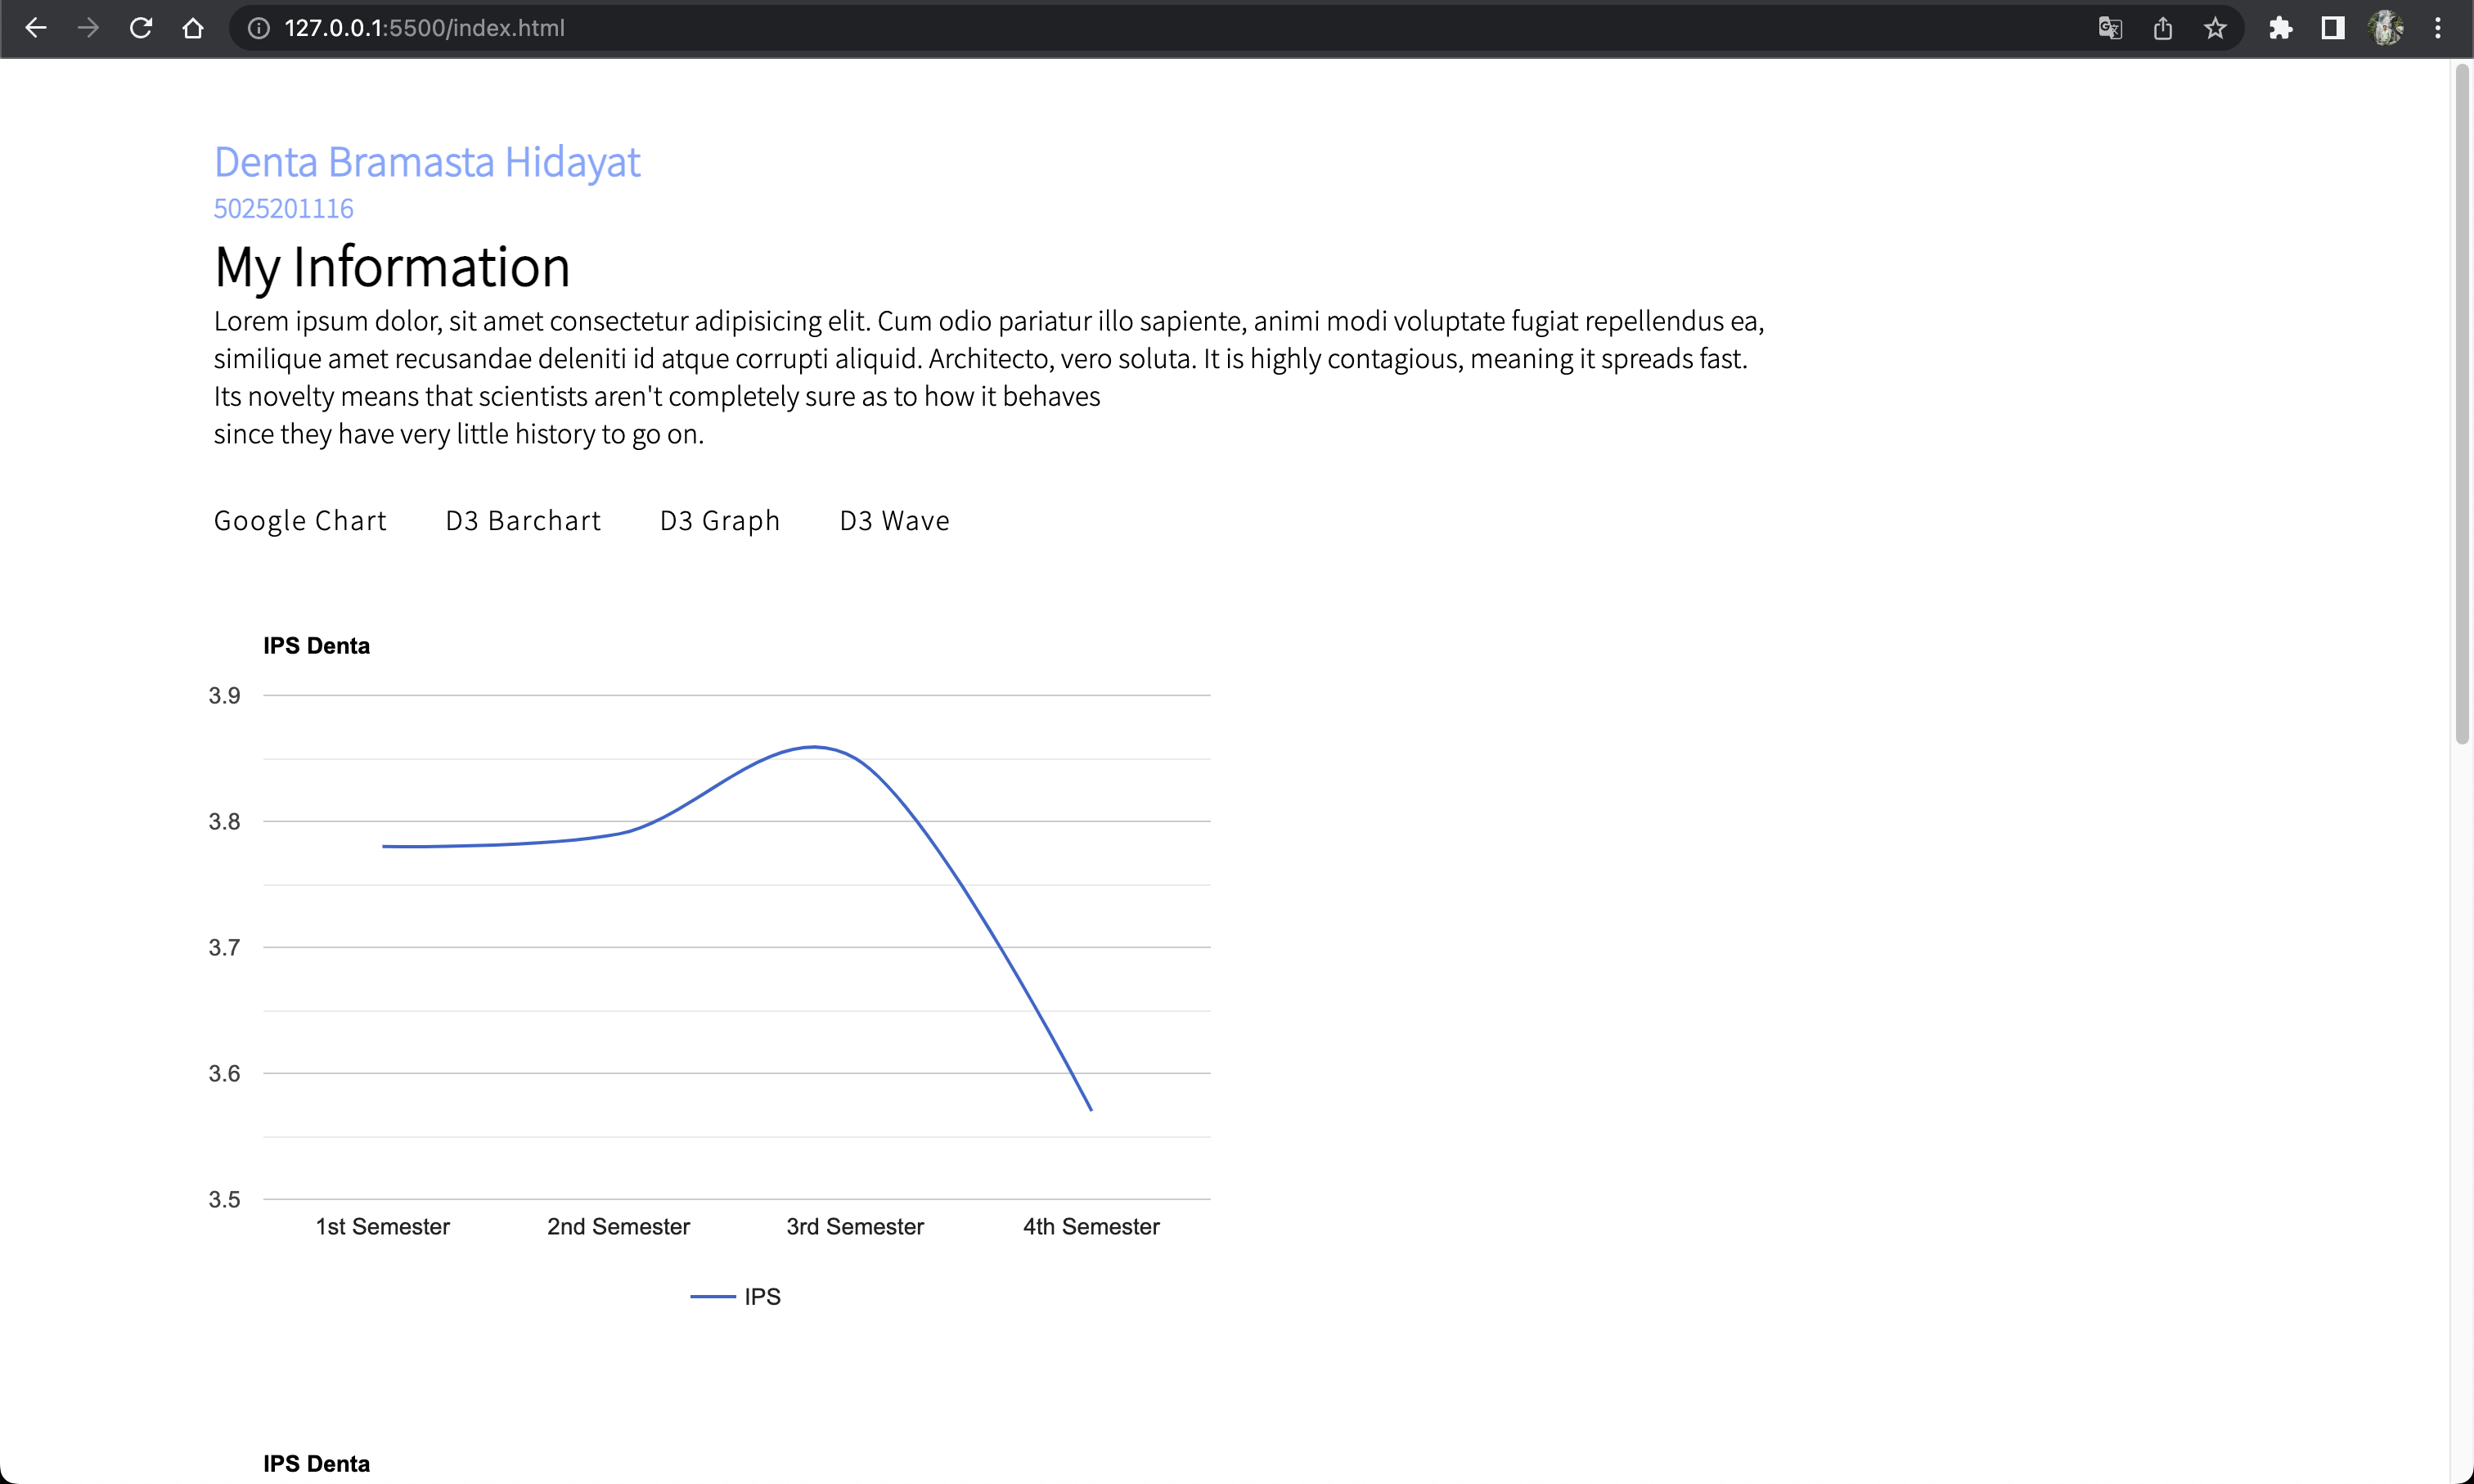 127.0.0.1:5500/index.html
Denta Bramasta Hidayat
5025201116
My Information
Lorem ipsum dolor, sit amet consectetur adipisicing elit. Cum odio pariatur illo sapiente, animi modi voluptate fugiat repellendus ea,
similique amet recusandae deleniti id atque corrupti aliquid. Architecto, vero soluta. It is highly contagious, meaning it spreads fast.
Its novelty means that scientists aren't completely sure as to how it behaves
since they have very little history to go on.
Google Chart D3 Barchart D3 Graph D3 Wave
IPS Denta
3.9
3.8
3.7
3.6
3.5
1st Semester 2nd Semester 3rd Semester 4th Semester
IPS
IPS Denta